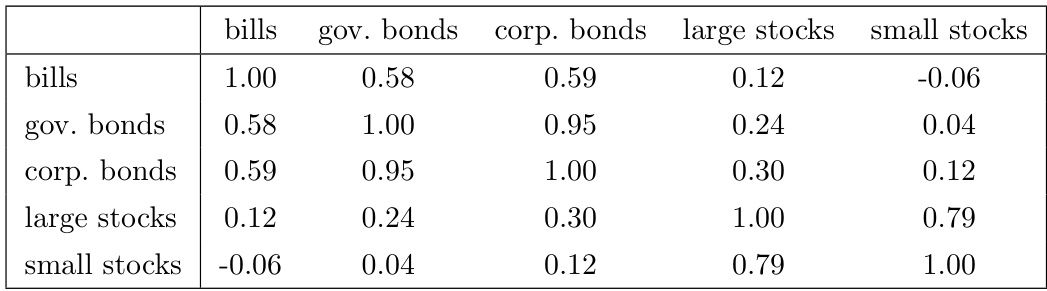 bills gov. bonds corp. bonds large stocks small stocks
bills 1.00 0.58 0.59 0.12 -0.06
gov. bonds 0.58 1.00 0.95 0.24 0.04
corp. bonds 0.59 0.95 1.00 0.30 0.12
large stocks 0.12 0.24 0.30 1.00 0.79
small stocks -0.06 0.04 0.12 0.79 1.00